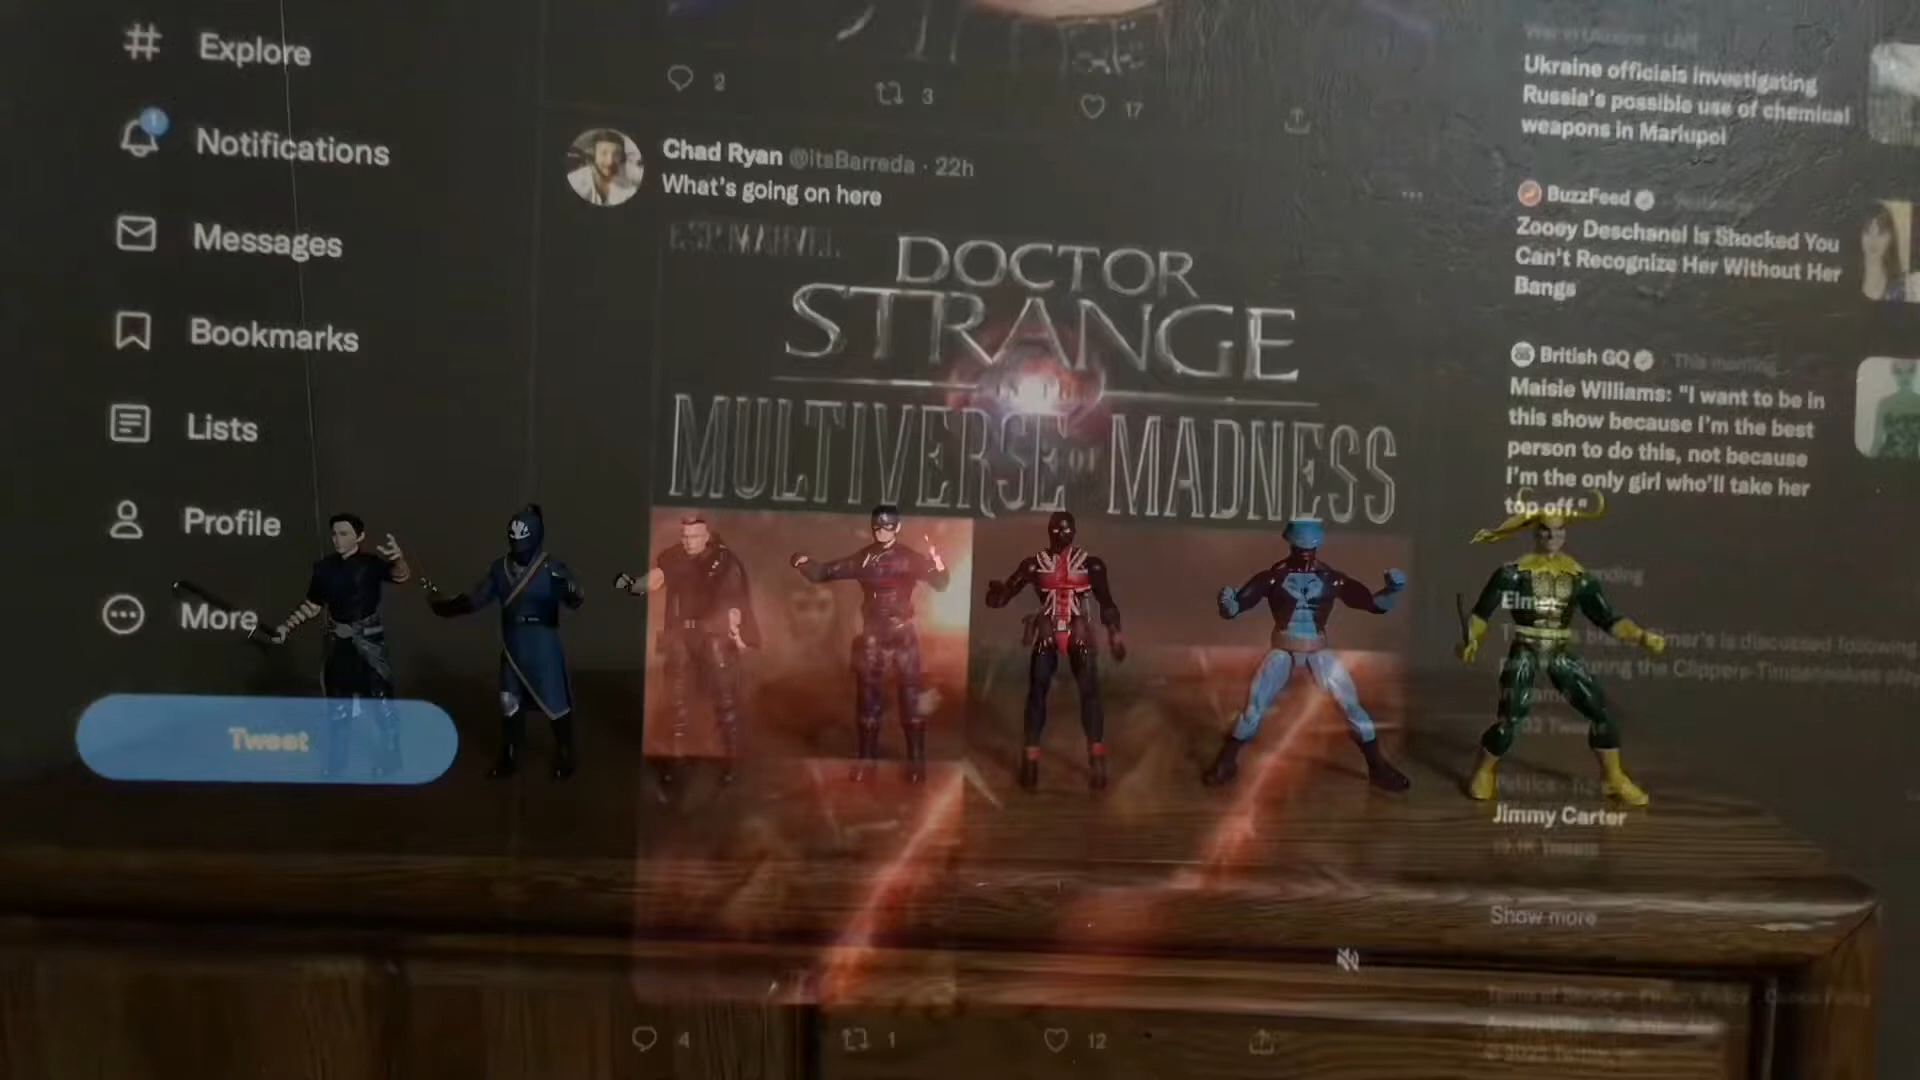 Explore
Notifications
Messages
Bookmarks
Lists
Profile
More
Tweet
2
3
17
Chad Ryan @itsBarreda · 22h
What's going on here
DOCTOR
STRANGE
MULTIVERSE OF MADNESS
4
1
12
Ukraine officials investigating
Russia's possible use of chemical
weapons in Mariupol
BuzzFeed
Zooey Deschanel Is Shocked You
Can't Recognize Her Without Her
Bangs
British GQ · This morning
Maisie Williams: "I want to be in
this show because I'm the best
person to do this, not because
I'm the only girl who'll take her
top off."
Jimmy Carter
Show more